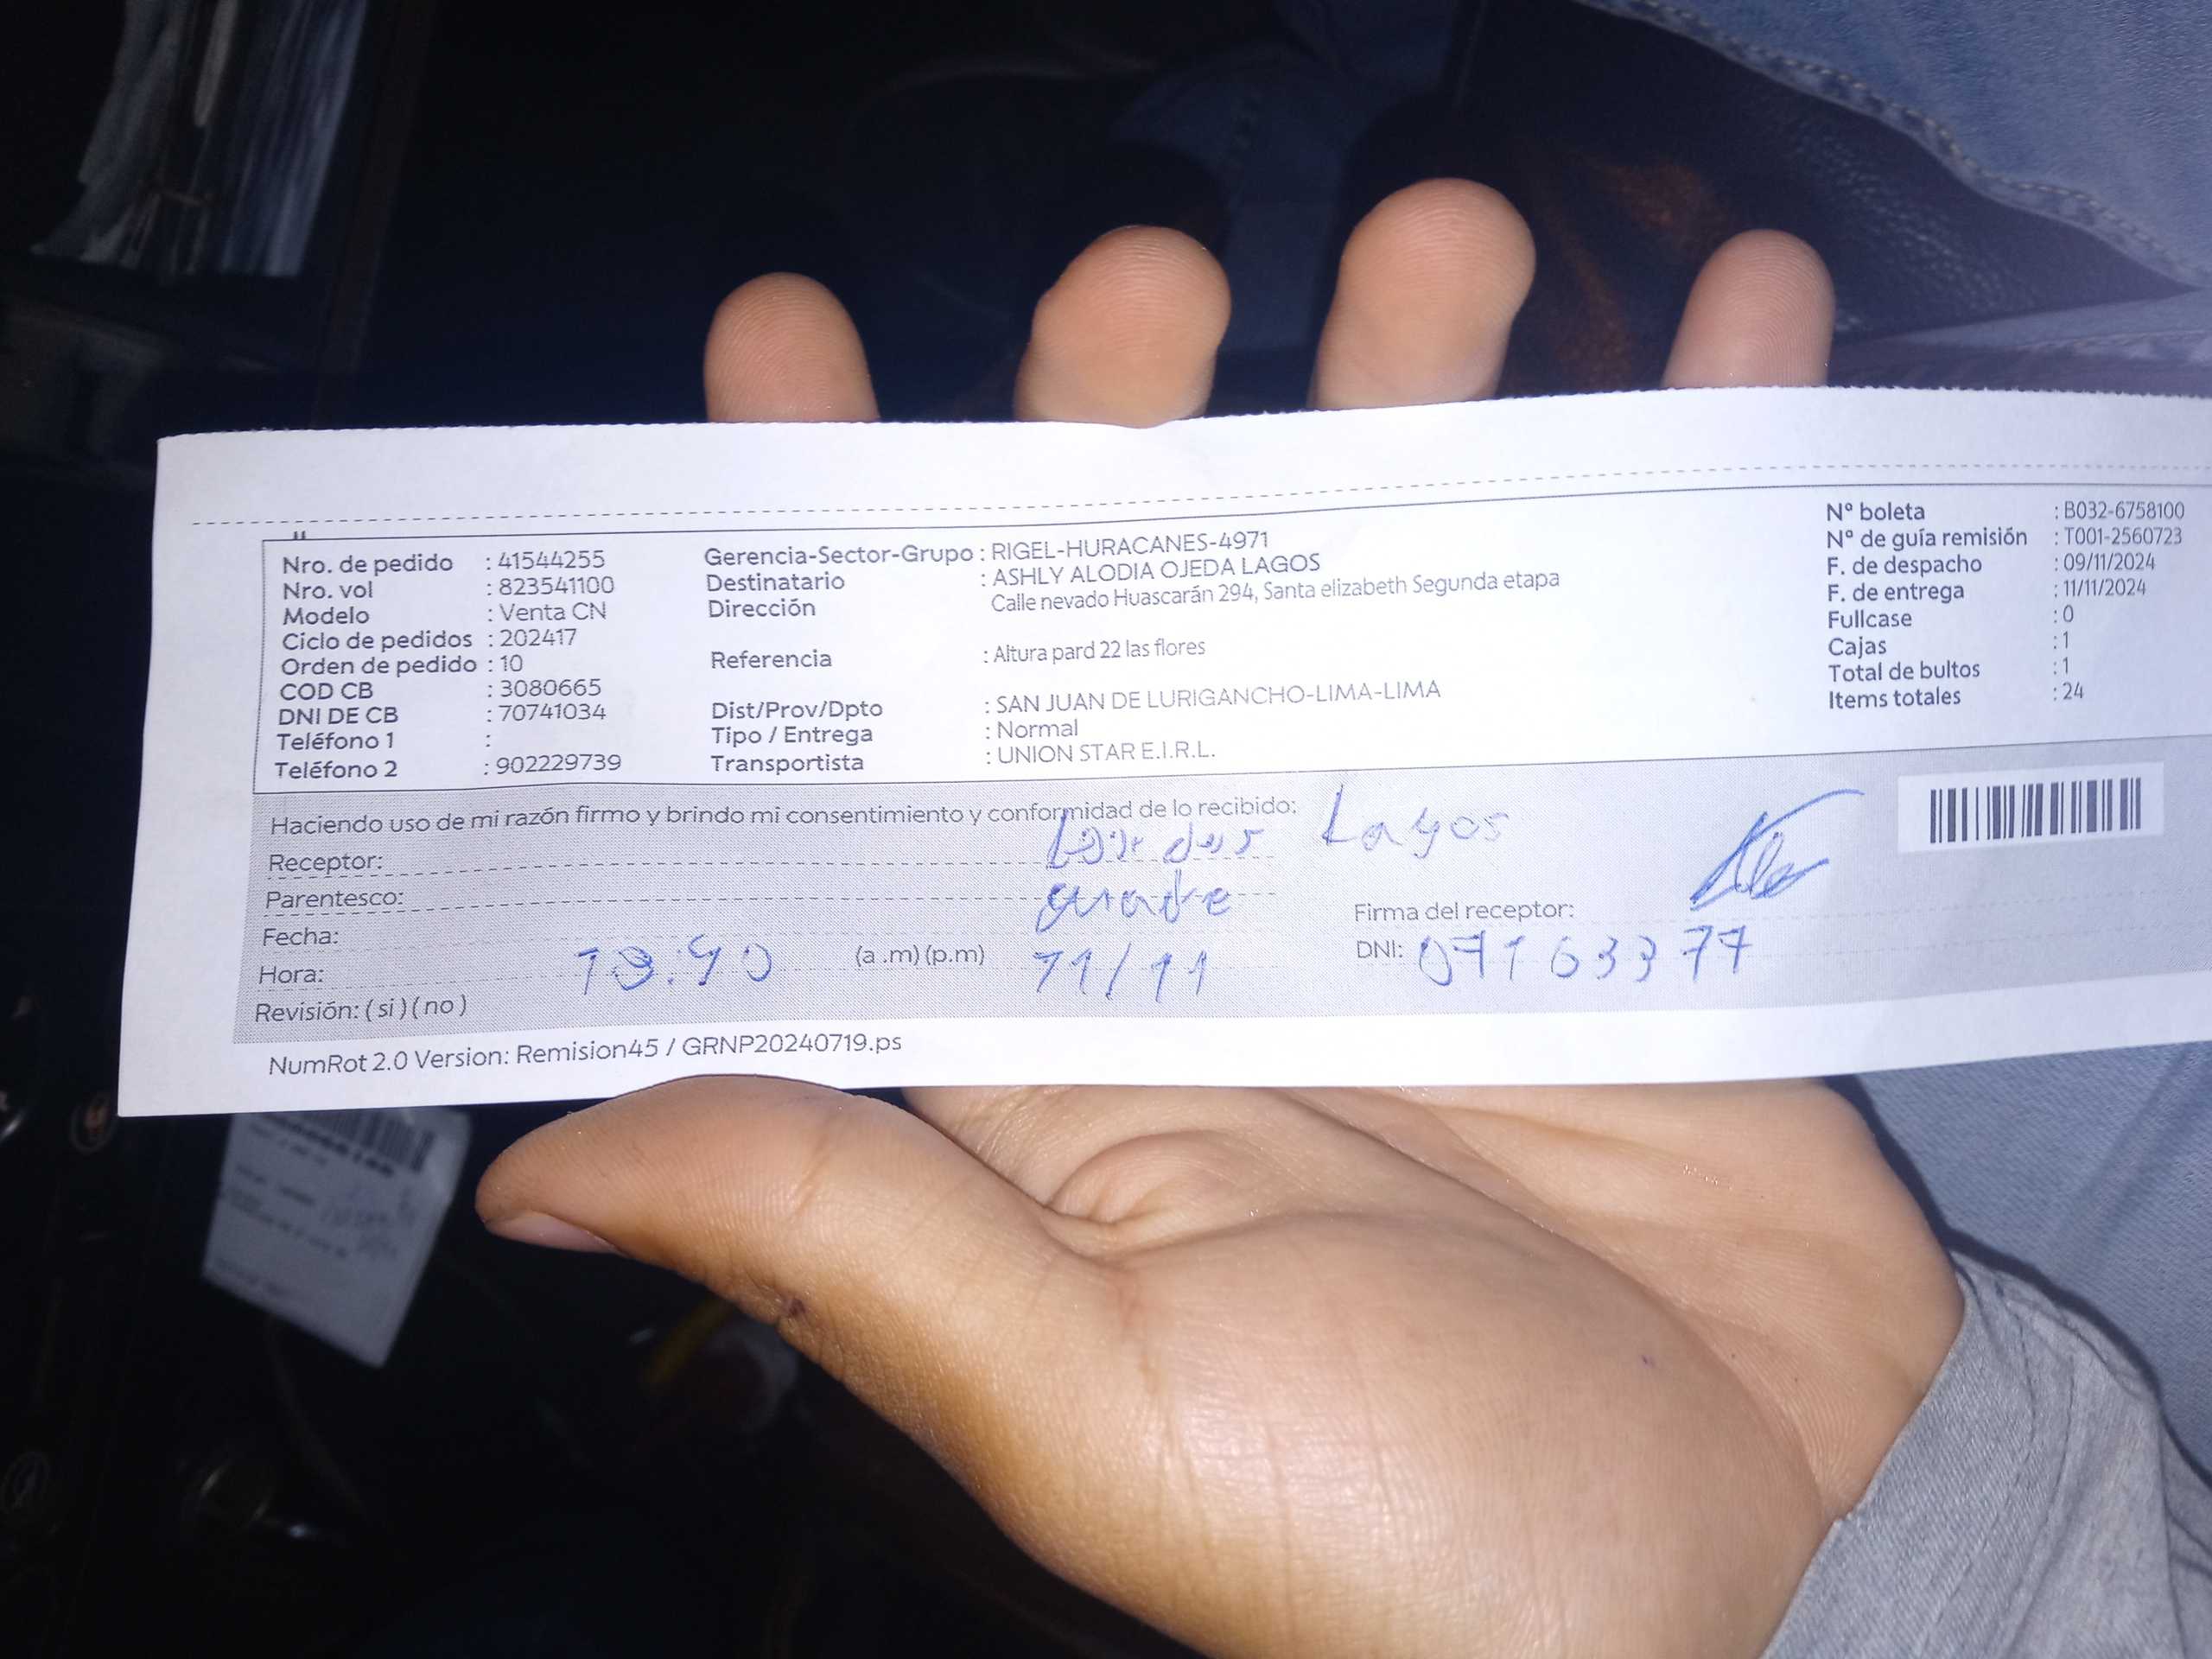 Nro. de pedido : 41544255
Nro. vol : 823541100
Modelo : Venta CN
Ciclo de pedidos : 202417
Orden de pedido : 10
COD CB : 3080665
DNI DE CB : 70741034
Teléfono 1 :
Teléfono 2 : 902229739
Gerencia-Sector-Grupo : RIGEL-HURACANES-4971
Destinatario : ASHLY ALODIA OJEDA LAGOS
Dirección Calle nevado Huascarán 294, Santa elizabeth Segunda etapa
Referencia : Altura pard 22 las flores
Dist/Prov/Dpto : SAN JUAN DE LURIGANCHO-LIMA-LIMA
Tipo / Entrega : Normal
Transportista : UNION STAR E.I.R.L.
Nº boleta : B032-6758100
Nº de guía remisión : T001-2560723
F. de despacho : 09/11/2024
F. de entrega : 11/11/2024
Fullcase : 0
Cajas : 1
Total de bultos : 1
Items totales : 24
Haciendo uso de mi razón firmo y brindo mi consentimiento y conformidad de lo recibido:
Receptor: Lagos
Parentesco: madre
Fecha: 11/11
Hora: (a .m) (p.m)
Revisión: ( si ) ( no )
Firma del receptor:
DNI: 07163377
NumRot 2.0 Version: Remision45 / GRNP20240719.ps